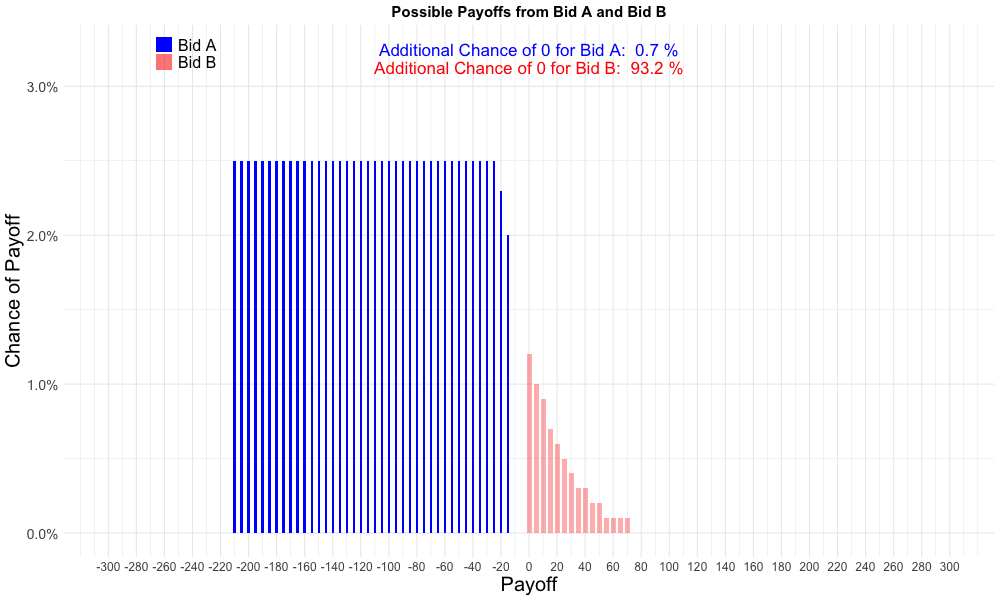 Possible Payoffs from Bid A and Bid B
Bid A
Bid B
Additional Chance of 0 for Bid A:  0.7 %
Additional Chance of 0 for Bid B:  93.2 %
Chance of Payoff
3.0%
2.0%
1.0%
0.0%
-300 -280 -260 -240 -220 -200 -180 -160 -140 -120 -100 -80 -60 -40 -20 0 20 40 60 80 100 120 140 160 180 200 220 240 260 280 300
Payoff